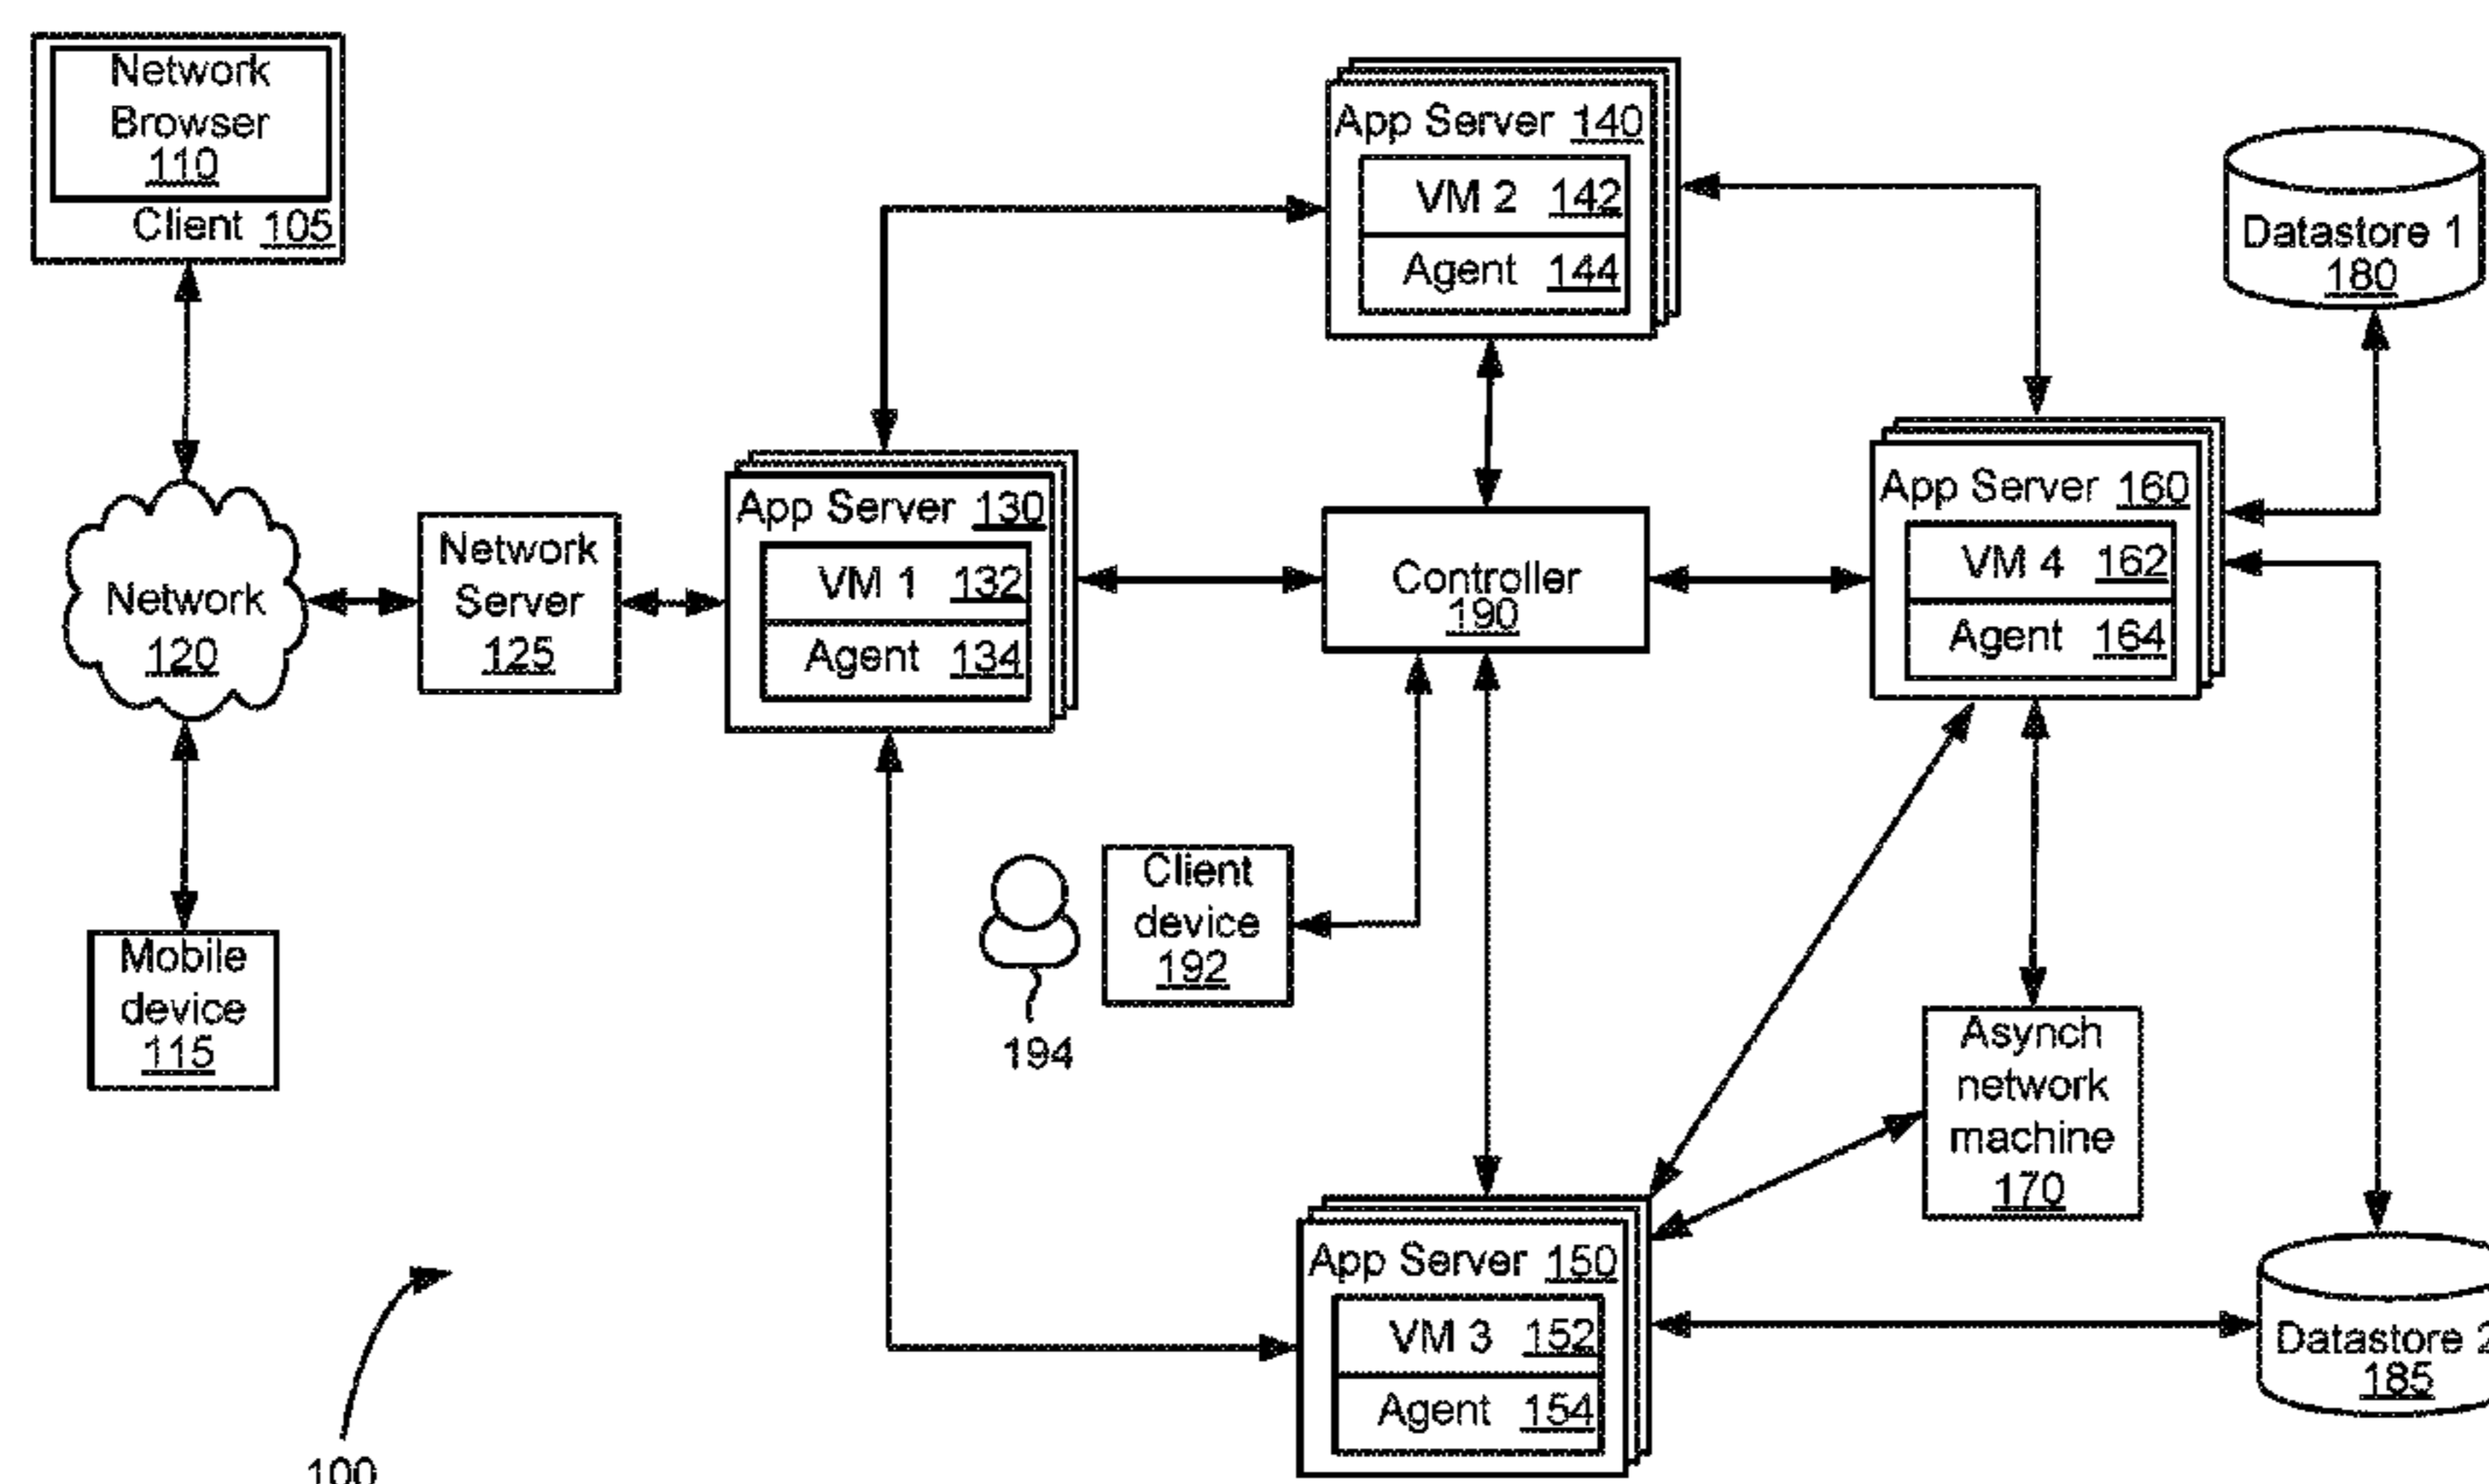 Network
Browser
110
Client 105
App Server 140
VM 2 142
Agent 144
Datastore 1
180
Network
120
Network
Server
125
App Server 130
VM 1 132
Agent 134
Controller
190
App Server 160
VM 4 162
Agent 164
Mobile
device
115
194
Client
device
192
Asynch
network
machine
170
App Server 150
VM 3 152
Agent 154
Datastore 2
185
100